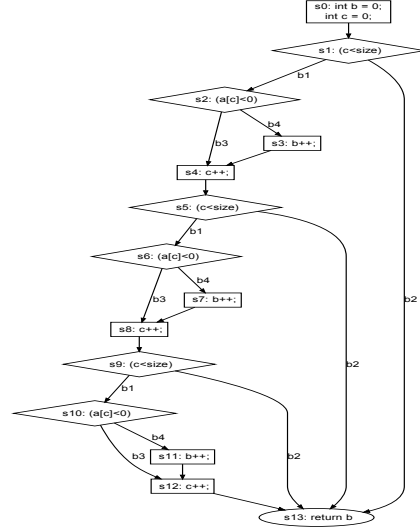 s0: int b = 0;
int c = 0;
s1: (c<size)
b1
s2: (a[c]<0)
b4
b3
s3: b++;
s4: c++;
s5: (c<size)
b1
s6: (a[c]<0)
b4
b3
b2
s7: b++;
s8: c++;
s9: (c<size)
b2
b1
s10: (a[c]<0)
b4
b3
s11: b++;
b2
s12: c++;
s13: return b